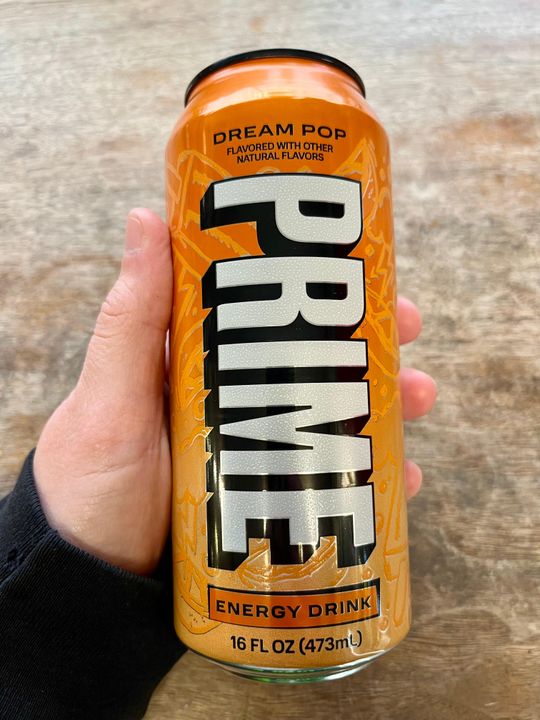 DREAM POP
FLAVORED WITH OTHER
NATURAL FLAVORS
PRIME
ENERGY DRINK
16 FL OZ (473mL)